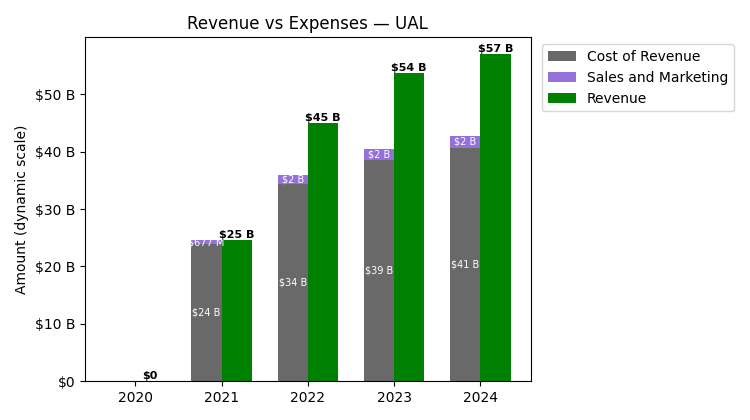 Revenue vs Expenses — UAL
Amount (dynamic scale)
$50 B
$40 B
$30 B
$20 B
$10 B
$0
$0
$25 B
$677 M
$24 B
$45 B
$2 B
$34 B
$54 B
$2 B
$39 B
$57 B
$2 B
$41 B
2020
2021
2022
2023
2024
Cost of Revenue
Sales and Marketing
Revenue